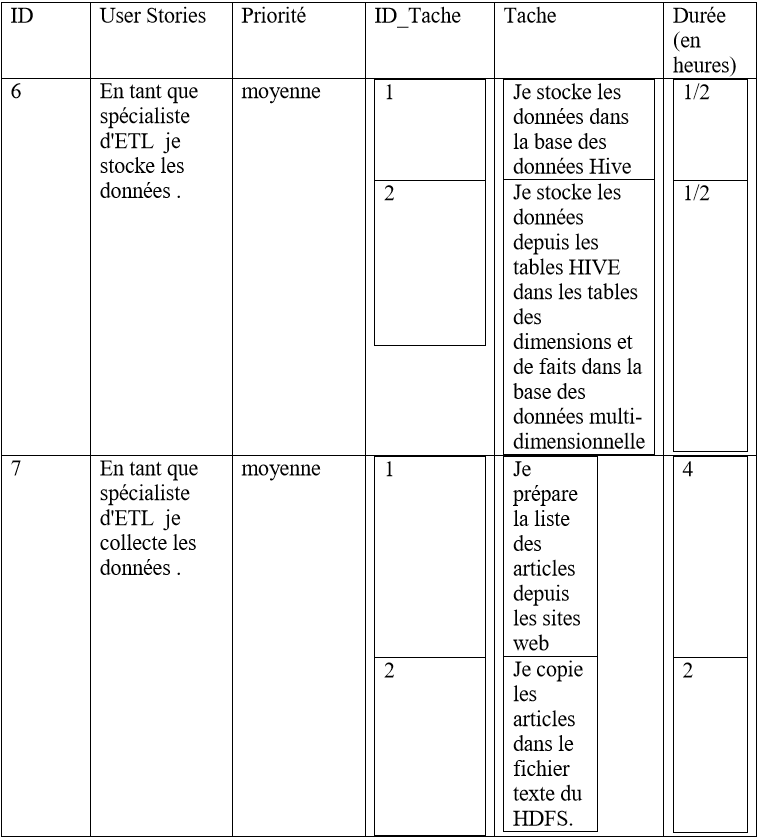 ID User Stories Priorité ID_Tache Tache Durée
(en
heures)
6 En tant que moyenne 1 Je stocke les 1/2
spécialiste données dans
d'ETL je la base des
stocke les données Hive
données . 2 Je stocke les 1/2
données
depuis les
tables HIVE
dans les tables
des
dimensions et
de faits dans la
base des
données multi-
dimensionnelle
7 En tant que moyenne 1 Je 4
spécialiste prépare
d'ETL je la liste
collecte les des
données . articles
depuis
les sites
web
2 Je copie 2
les
articles
dans le
fichier
texte du
HDFS.